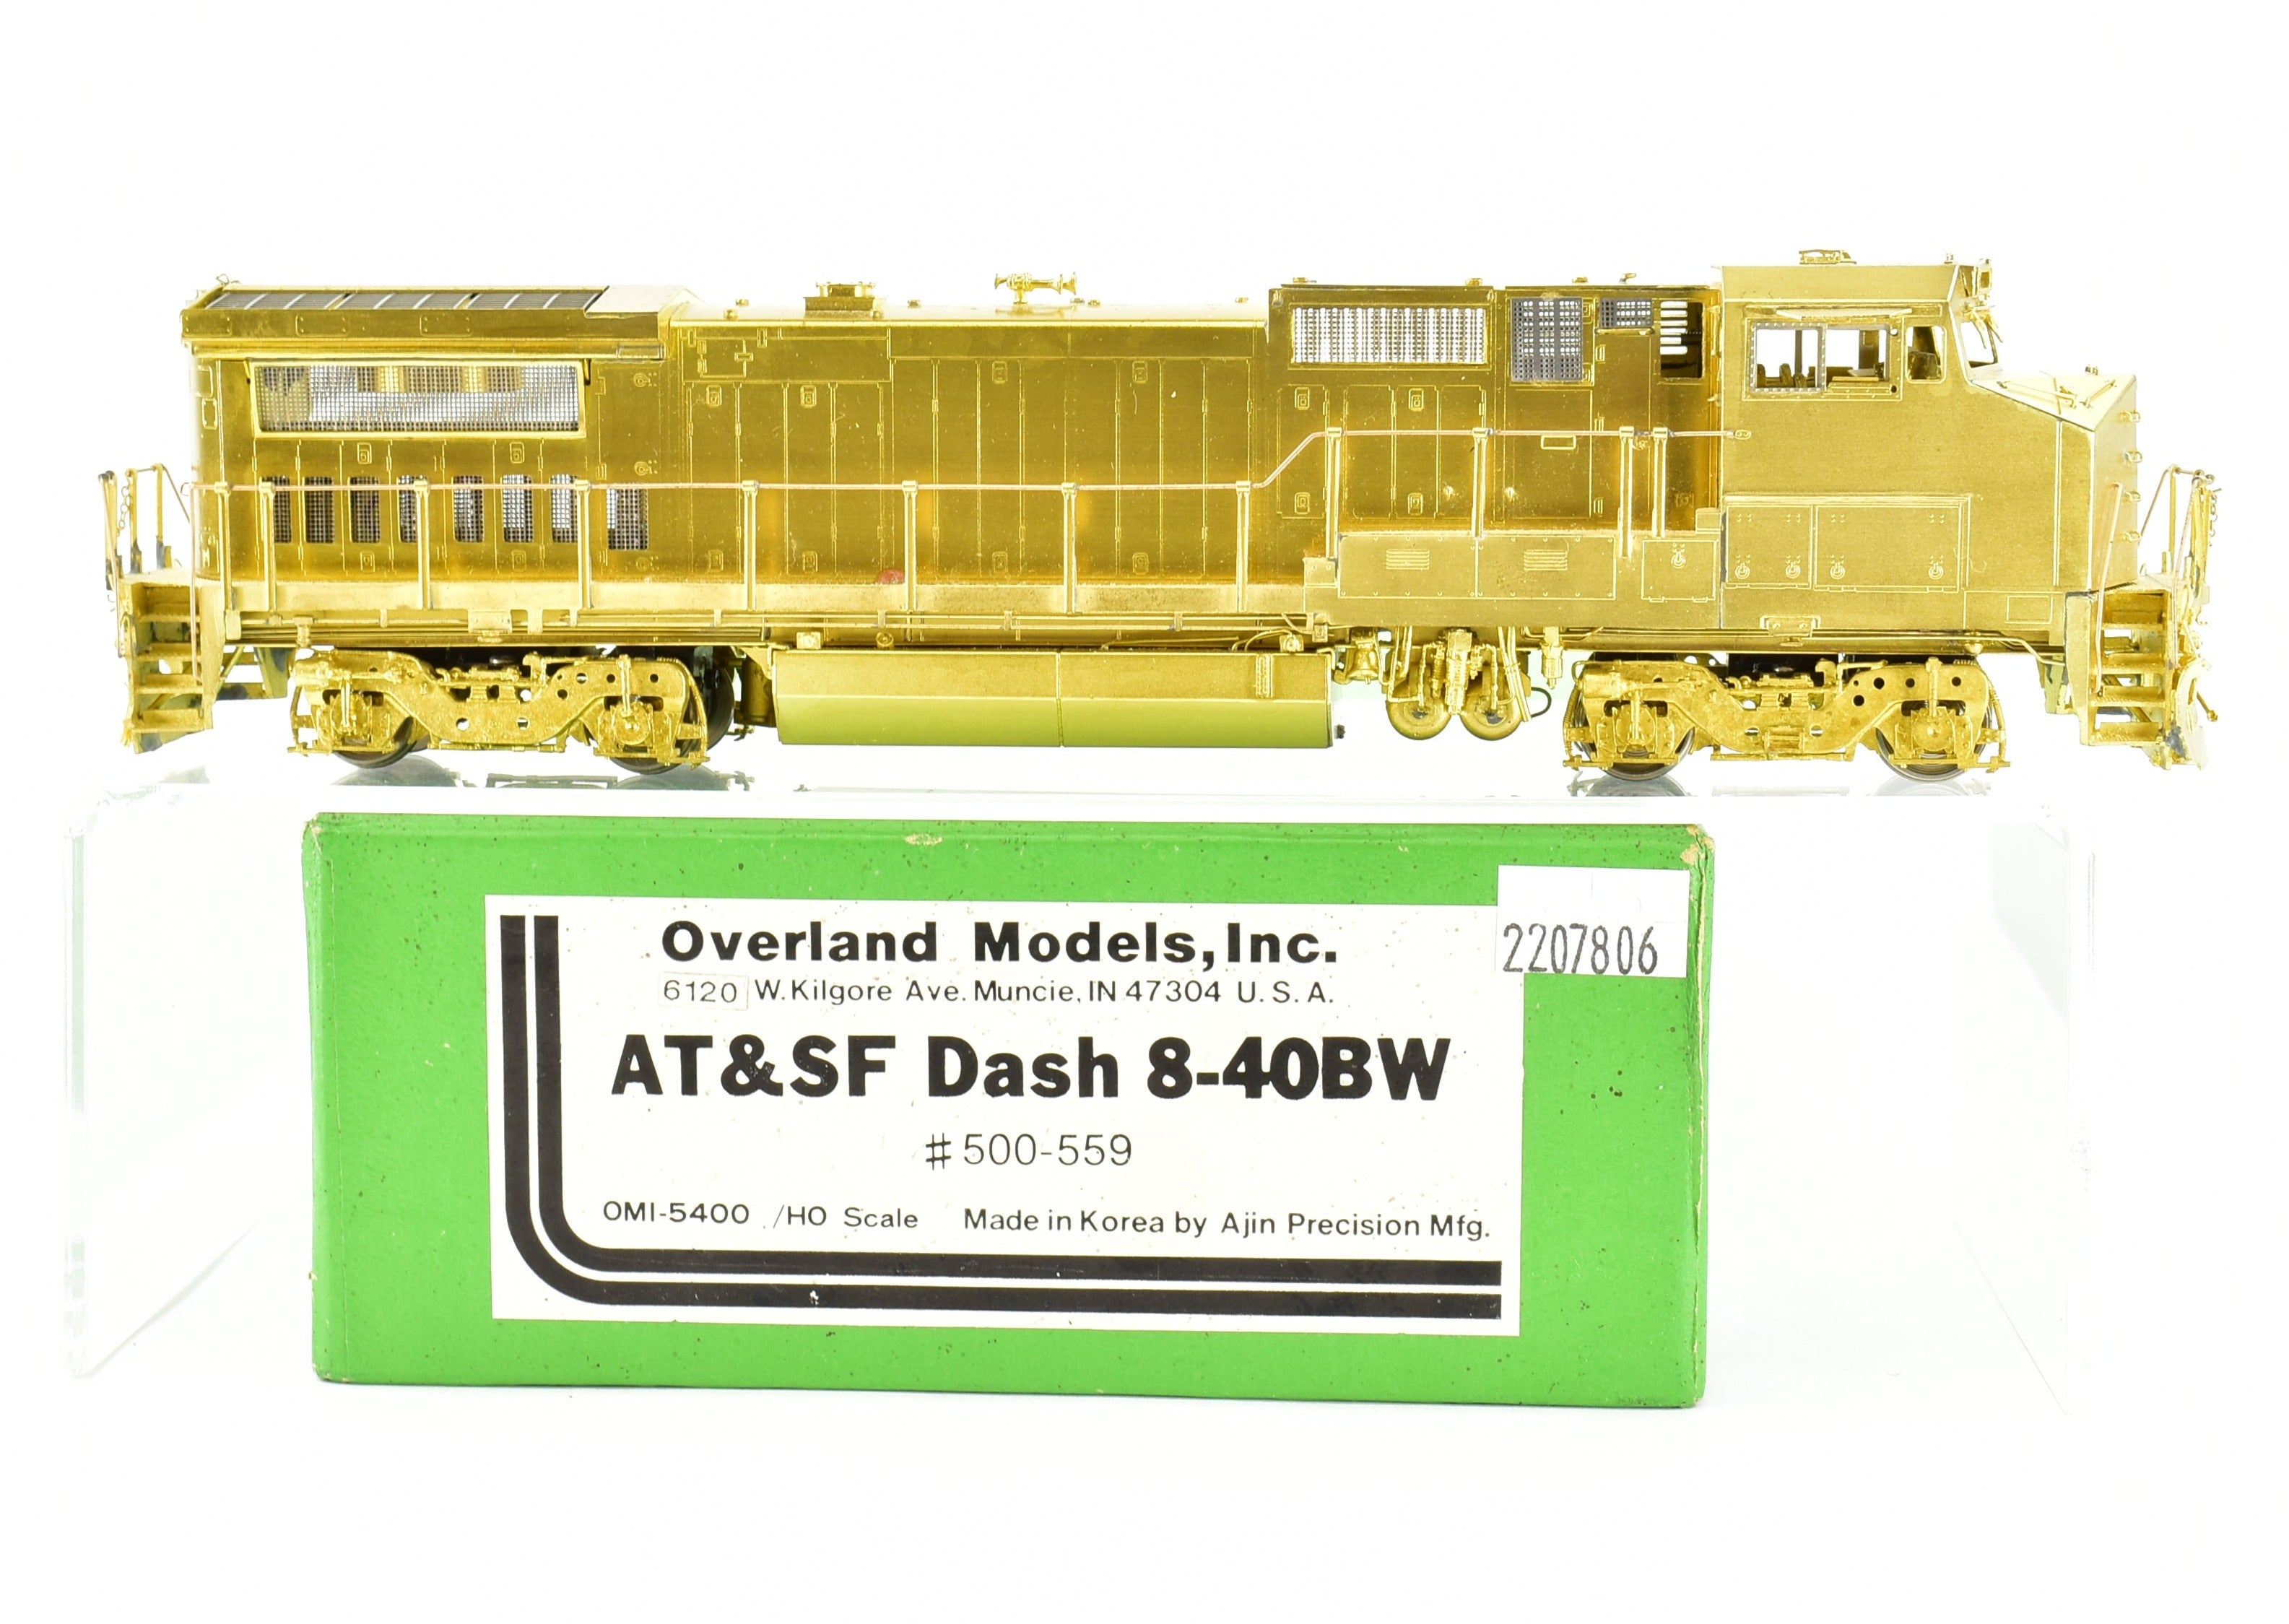 Overland Models, Inc.
2207806
6120 W. Kilgore Ave. Muncie, IN 47304 U. S. A.
AT&SF Dash 8-40BW
#500-559
OMI-5400 /HO Scale Made in Korea by Ajin Precision Mfg.